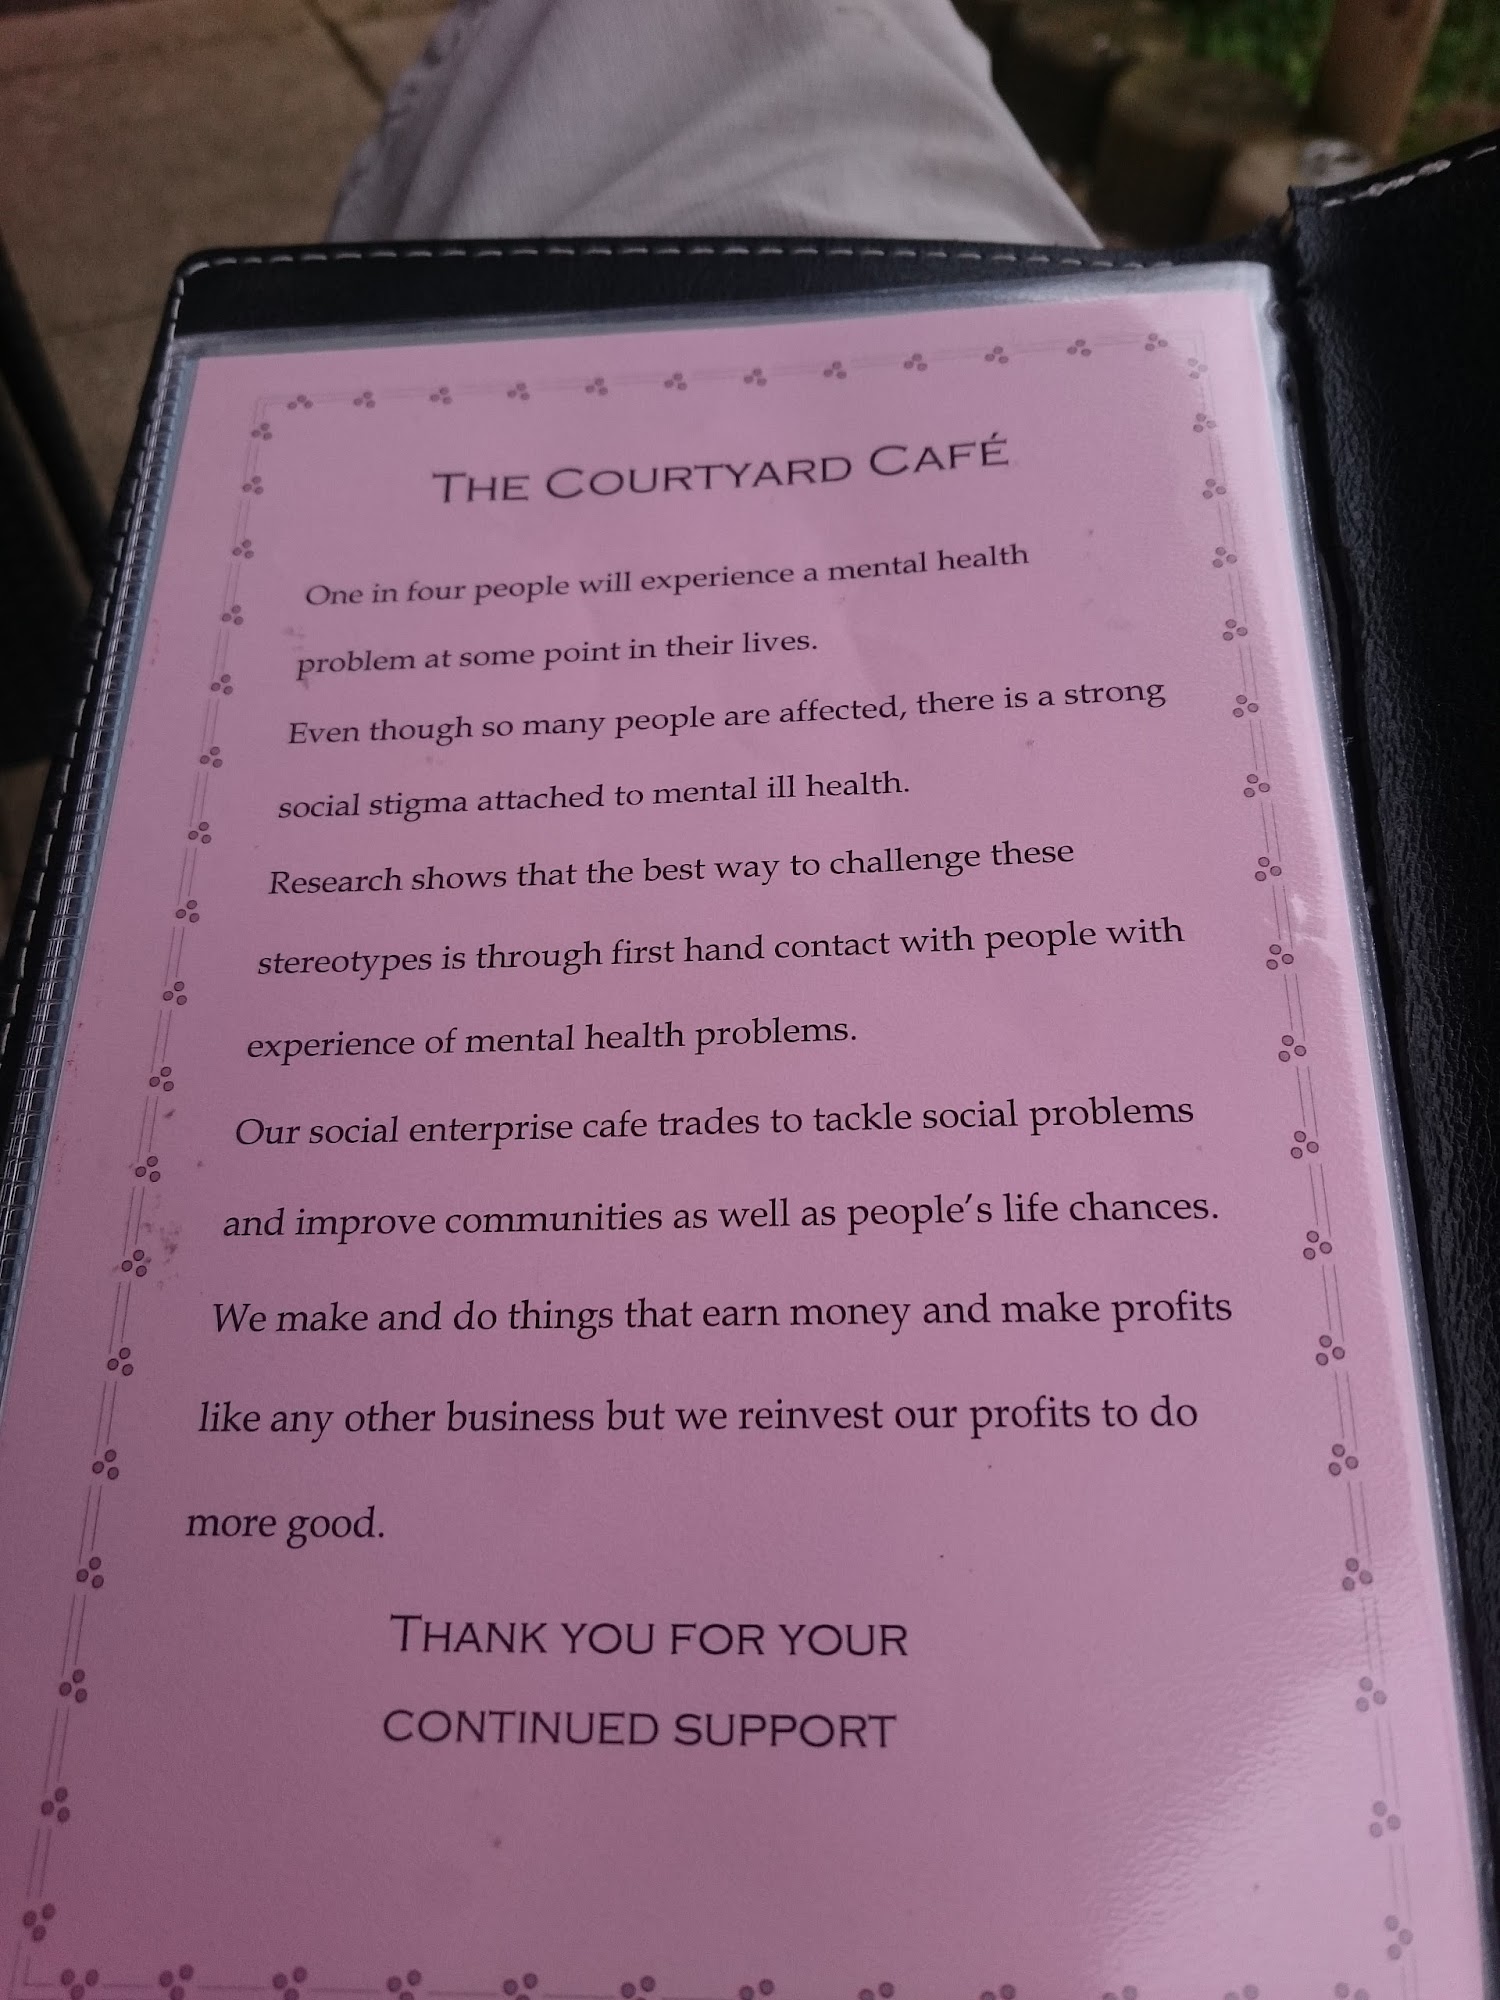 THE COURTYARD CAFÉ
One in four people will experience a mental health
problem at some point in their lives.
Even though so many people are affected, there is a strong
social stigma attached to mental ill health.
Research shows that the best way to challenge these
stereotypes is through first hand contact with people with
experience of mental health problems.
Our social enterprise cafe trades to tackle social problems
and improve communities as well as people's life chances.
We make and do things that earn money and make profits
like any other business but we reinvest our profits to do
more good.
THANK YOU FOR YOUR
CONTINUED SUPPORT